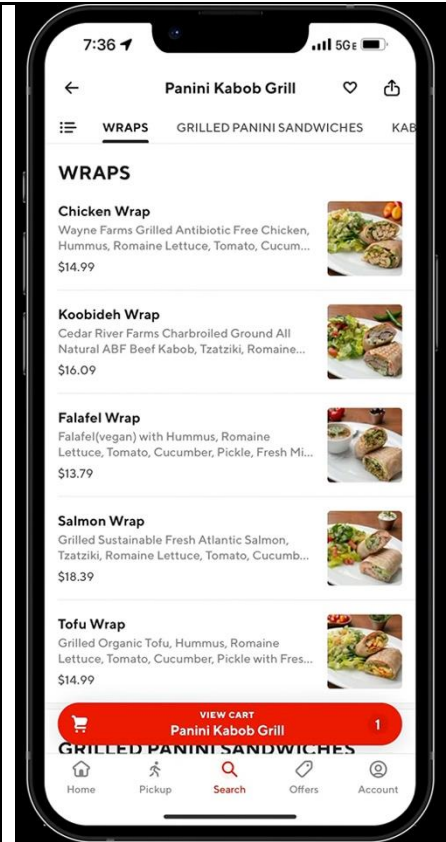 7:36
5GE
Panini Kabob Grill
WRAPS GRILLED PANINI SANDWICHES KAB
WRAPS
Chicken Wrap
Wayne Farms Grilled Antibiotic Free Chicken,
Hummus, Romaine Lettuce, Tomato, Cucum...
$14.99
Koobideh Wrap
Cedar River Farms Charbroiled Ground All
Natural ABF Beef Kabob, Tzatziki, Romaine...
$16.09
Falafel Wrap
Falafel(vegan) with Hummus, Romaine
Lettuce, Tomato, Cucumber, Pickle, Fresh Mi...
$13.79
Salmon Wrap
Grilled Sustainable Fresh Atlantic Salmon,
Tzatziki, Romaine Lettuce, Tomato, Cucumb...
$18.39
Tofu Wrap
Grilled Organic Tofu, Hummus, Romaine
Lettuce, Tomato, Cucumber, Pickle with Fres...
$14.99
VIEW CART
Panini Kabob Grill
1
GRILLED PANINI SANDWICHES
Home Pickup Search Offers Account